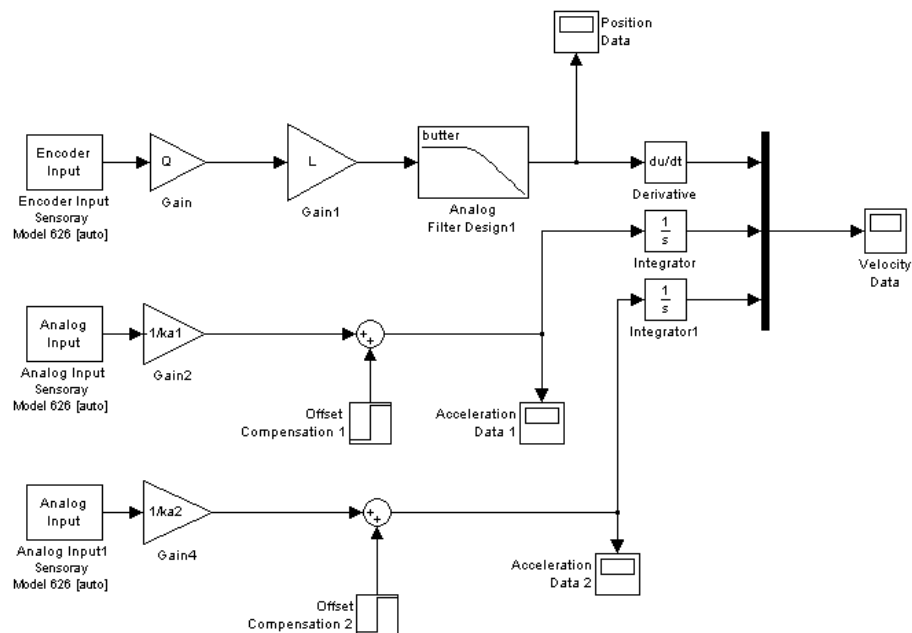 Position
Data
Encoder
Input
Encoder Input
Sensoray
Model 626 [auto]
Q
Gain
L
Gain1
butter
Analog
Filter Design1
du/dt
Derivative
1
s
Integrator
1
s
Integrator1
Velocity
Data
Analog
Input
Analog Input
Sensoray
Model 626 [auto]
-1/ka1
Gain2
Offset
Compensation 1
Acceleration
Data 1
Analog
Input
Analog Input1
Sensoray
Model 626 [auto]
1/ka2
Gain4
Offset
Compensation 2
Acceleration
Data 2